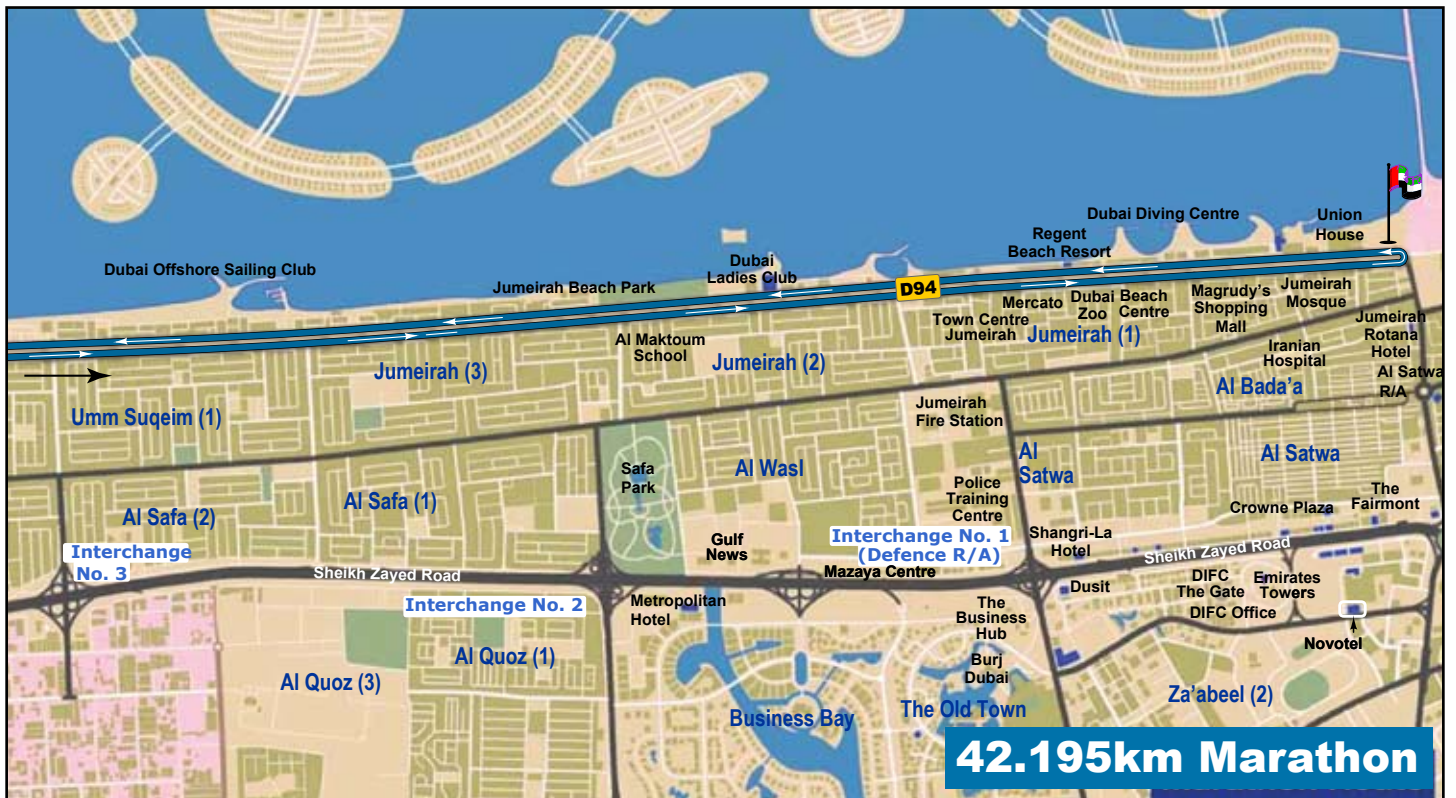 Dubai Diving Centre
Union
House
Regent
Beach Resort
Dubai
Ladies Club
Dubai Offshore Sailing Club
Jumeirah Beach Park
D94
Mercato
Dubai
Zoo
Beach
Centre
Magrudy's
Shopping
Mall
Jumeirah
Mosque
Town Centre
Jumeirah
Jumeirah (1)
Jumeirah
Rotana
Hotel
Al Maktoum
School
Jumeirah (2)
Jumeirah (3)
Iranian
Hospital
Al Satwa
R/A
Al Bada'a
Umm Suqeim (1)
Jumeirah
Fire Station
Safa
Park
Al Wasl
Al
Satwa
Al Satwa
Al Safa (1)
Al Safa (2)
Police
Training
Centre
Crowne Plaza
The
Fairmont
Gulf
News
Interchange No. 1
(Defence R/A)
Shangri-La
Hotel
Interchange
No. 3
Sheikh Zayed Road
Mazaya Centre
Sheikh Zayed Road
Dusit
DIFC
The Gate
Emirates
Towers
DIFC Office
Interchange No. 2
Metropolitan
Hotel
The
Business
Hub
Novotel
Al Quoz (1)
Al Quoz (3)
Burj
Dubai
Za'abeel (2)
Business Bay
The Old Town
42.195km Marathon